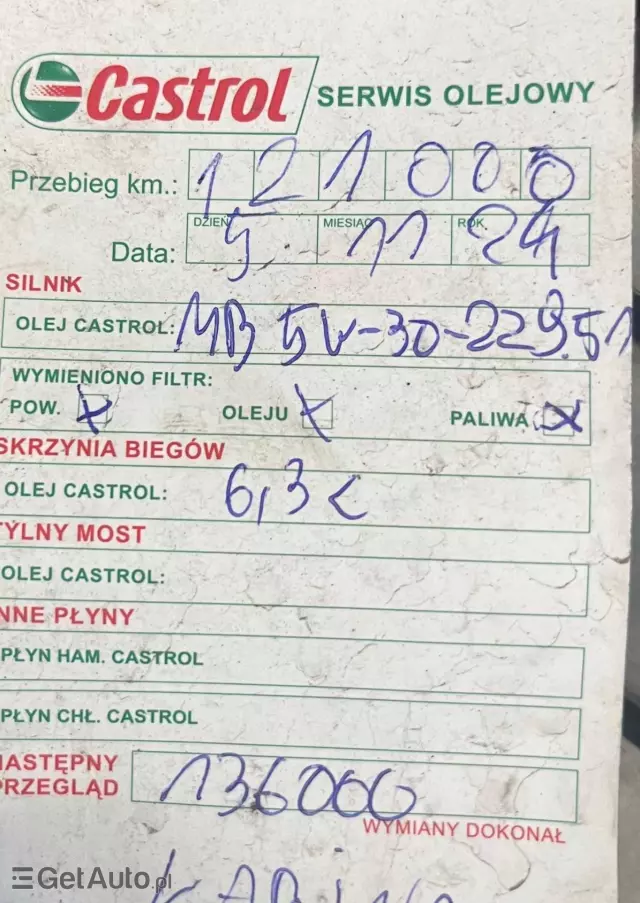 Castrol SERWIS OLEJOWY
Przebieg km.: 121000
DZIEŃ MIESIĄC ROK
Data: 5 11 24
SILNIK
OLEJ CASTROL: MB 5W-30-229.51
WYMIENIONO FILTR:
POW. OLEJU PALIWA
SKRZYNIA BIEGÓW
OLEJ CASTROL: 6,3L
TYLNY MOST
OLEJ CASTROL:
INNE PŁYNY
PŁYN HAM. CASTROL
PŁYN CHŁ. CASTROL
NASTĘPNY
PRZEGLĄD 136000
WYMIANY DOKONAŁ
GetAuto.pl